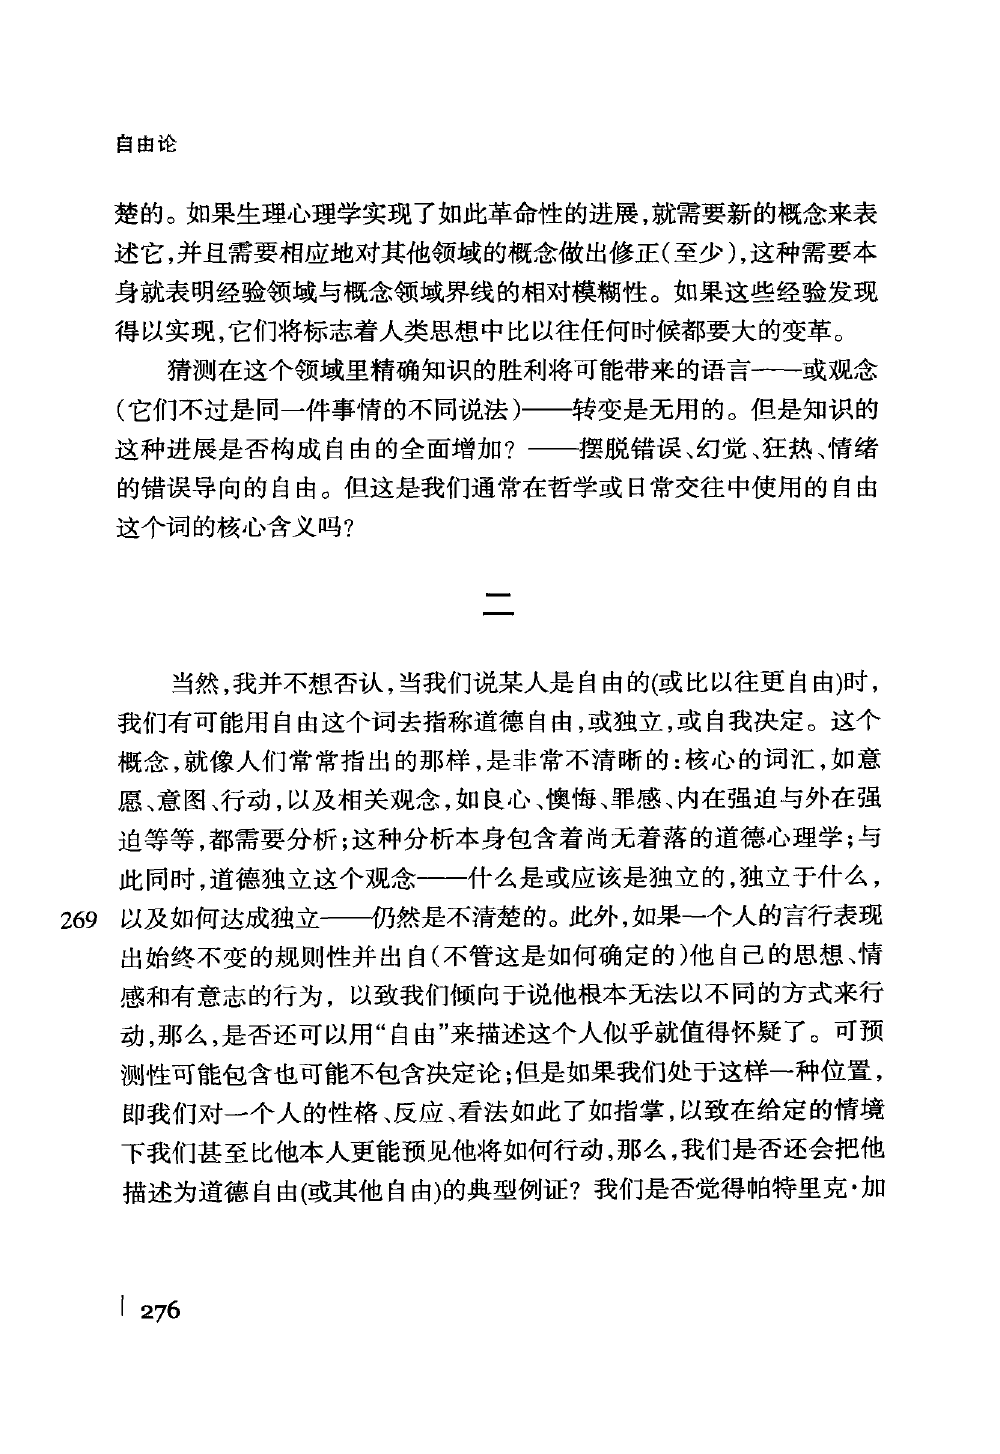 自由论
楚的。如果生理心理学实现了如此革命性的进展,就需要新的概念来表
述它,并且需要相应地对其他领域的概念做出修正(至少),这种需要本
身就表明经验领域与概念领域界线的相对模糊性。如果这些经验发现
得以实现,它们将标志着人类思想中比以往任何时候都要大的变革。
猜测在这个领域里精确知识的胜利将可能带来的语言——或观念
(它们不过是同一件事情的不同说法)——转变是无用的。但是知识的
这种进展是否构成自由的全面增加?——摆脱错误、幻觉、狂热、情绪
的错误导向的自由。但这是我们通常在哲学或日常交往中使用的自由
这个词的核心含义吗?
二
当然,我并不想否认,当我们说某人是自由的(或比以往更自由)时,
我们有可能用自由这个词去指称道德自由,或独立,或自我决定。这个
概念,就像人们常常指出的那样,是非常不清晰的:核心的词汇,如意
愿、意图、行动,以及相关观念,如良心、懊悔、罪感、内在强迫与外在强
迫等等,都需要分析;这种分析本身包含着尚无着落的道德心理学;与
此同时,道德独立这个观念——什么是或应该是独立的,独立于什么,
269 以及如何达成独立——仍然是不清楚的。此外,如果一个人的言行表现
出始终不变的规则性并出自(不管这是如何确定的)他自己的思想、情
感和有意志的行为,以致我们倾向于说他根本无法以不同的方式来行
动,那么,是否还可以用“自由”来描述这个人似乎就值得怀疑了。可预
测性可能包含也可能不包含决定论;但是如果我们处于这样一种位置,
即我们对一个人的性格、反应、看法如此了如指掌,以致在给定的情境
下我们甚至比他本人更能预见他将如何行动,那么,我们是否还会把他
描述为道德自由(或其他自由)的典型例证?我们是否觉得帕特里克·加
276